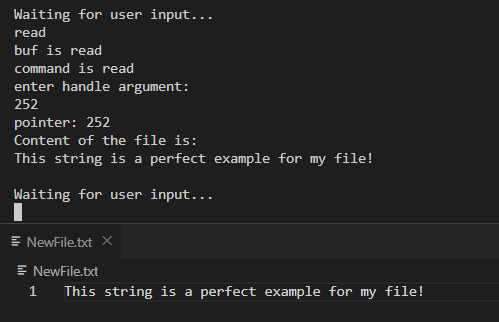 Waiting for user input...
read
buf is read
command is read
enter handle argument:
252
pointer: 252
Content of the file is:
This string is a perfect example for my file!
Waiting for user input...
NewFile.txt
NewFile.txt
1 This string is a perfect example for my file!